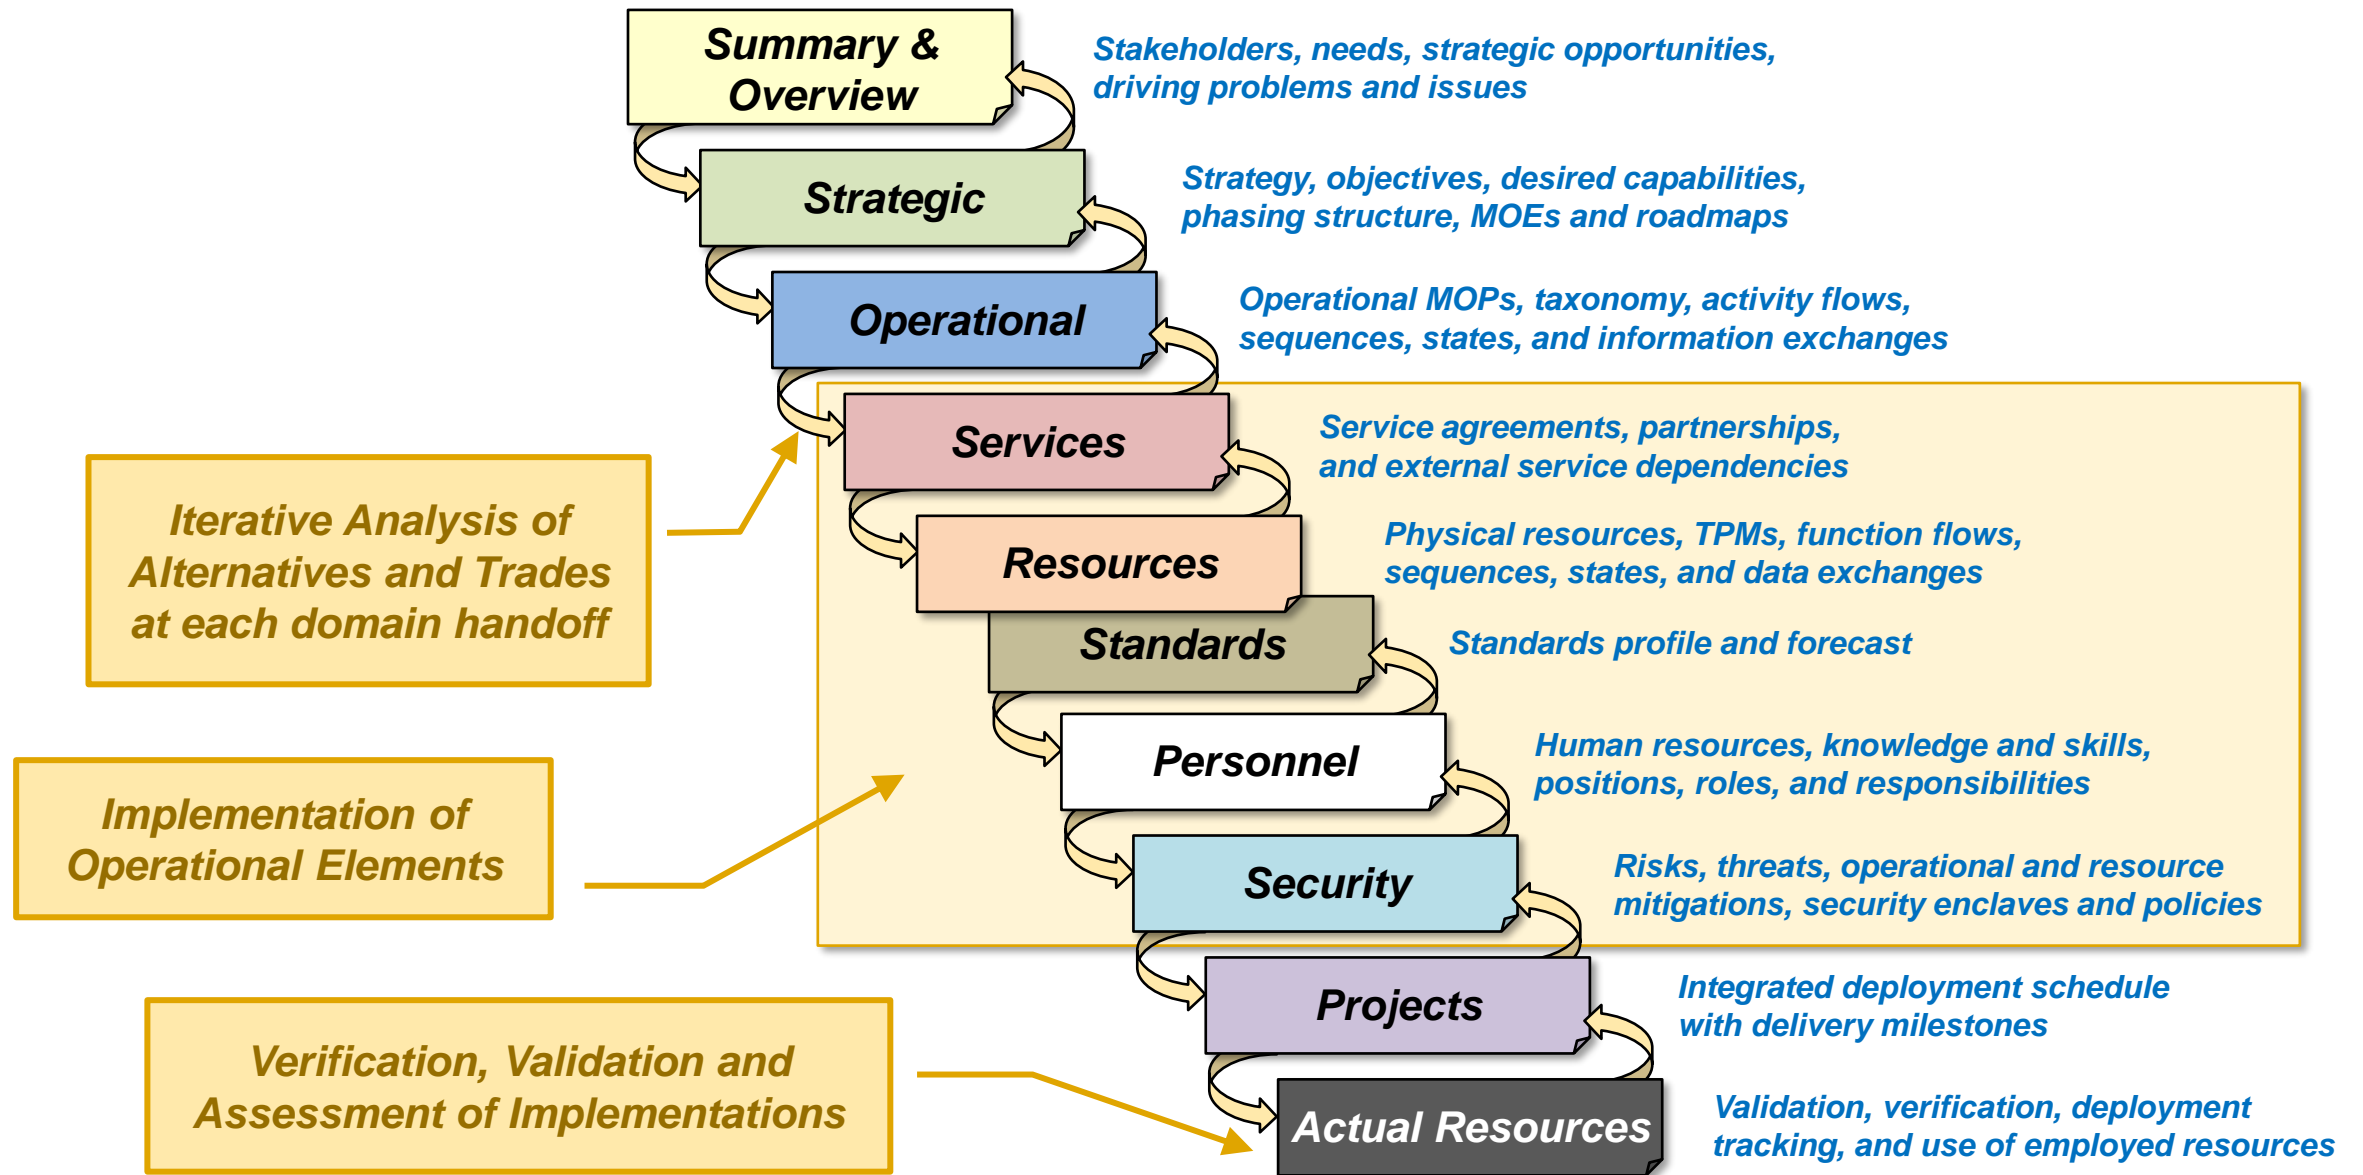 Summary &
Overview
Stakeholders, needs, strategic opportunities,
driving problems and issues
Strategic
Strategy, objectives, desired capabilities,
phasing structure, MOEs and roadmaps
Operational
Operational MOPs, taxonomy, activity flows,
sequences, states, and information exchanges
Services
Service agreements, partnerships,
and external service dependencies
Iterative Analysis of
Alternatives and Trades
at each domain handoff
Resources
Physical resources, TPMs, function flows,
sequences, states, and data exchanges
Standards
Standards profile and forecast
Personnel
Human resources, knowledge and skills,
positions, roles, and responsibilities
Implementation of
Operational Elements
Security
Risks, threats, operational and resource
mitigations, security enclaves and policies
Projects
Integrated deployment schedule
with delivery milestones
Verification, Validation and
Assessment of Implementations
Actual Resources
Validation, verification, deployment
tracking, and use of employed resources